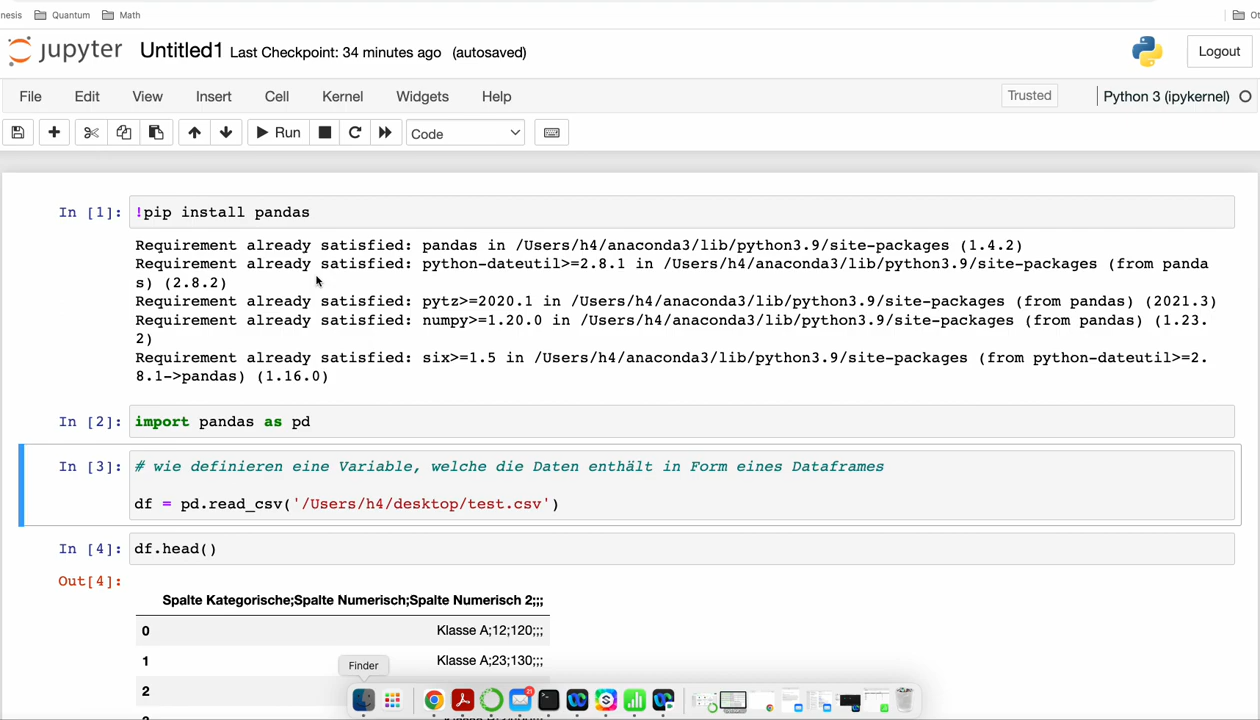 nesis Quantum Math Ot
jupyter Untitled1 Last Checkpoint: 34 minutes ago (autosaved) Logout
File Edit View Insert Cell Kernel Widgets Help Trusted Python 3 (ipykernel)
Run Code
In [1]: !pip install pandas
Requirement already satisfied: pandas in /Users/h4/anaconda3/lib/python3.9/site-packages (1.4.2)
Requirement already satisfied: python-dateutil>=2.8.1 in /Users/h4/anaconda3/lib/python3.9/site-packages (from panda
s) (2.8.2)
Requirement already satisfied: pytz>=2020.1 in /Users/h4/anaconda3/lib/python3.9/site-packages (from pandas) (2021.3)
Requirement already satisfied: numpy>=1.20.0 in /Users/h4/anaconda3/lib/python3.9/site-packages (from pandas) (1.23.
2)
Requirement already satisfied: six>=1.5 in /Users/h4/anaconda3/lib/python3.9/site-packages (from python-dateutil>=2.
8.1->pandas) (1.16.0)
In [2]: import pandas as pd
In [3]: # wie definieren eine Variable, welche die Daten enthält in Form eines Dataframes
df = pd.read_csv('/Users/h4/desktop/test.csv')
In [4]: df.head()
Out[4]:
Spalte Kategorische;Spalte Numerisch;Spalte Numerisch 2;;;
0 Klasse A;12;120;;;
1 Klasse A;23;130;;;
2
Finder